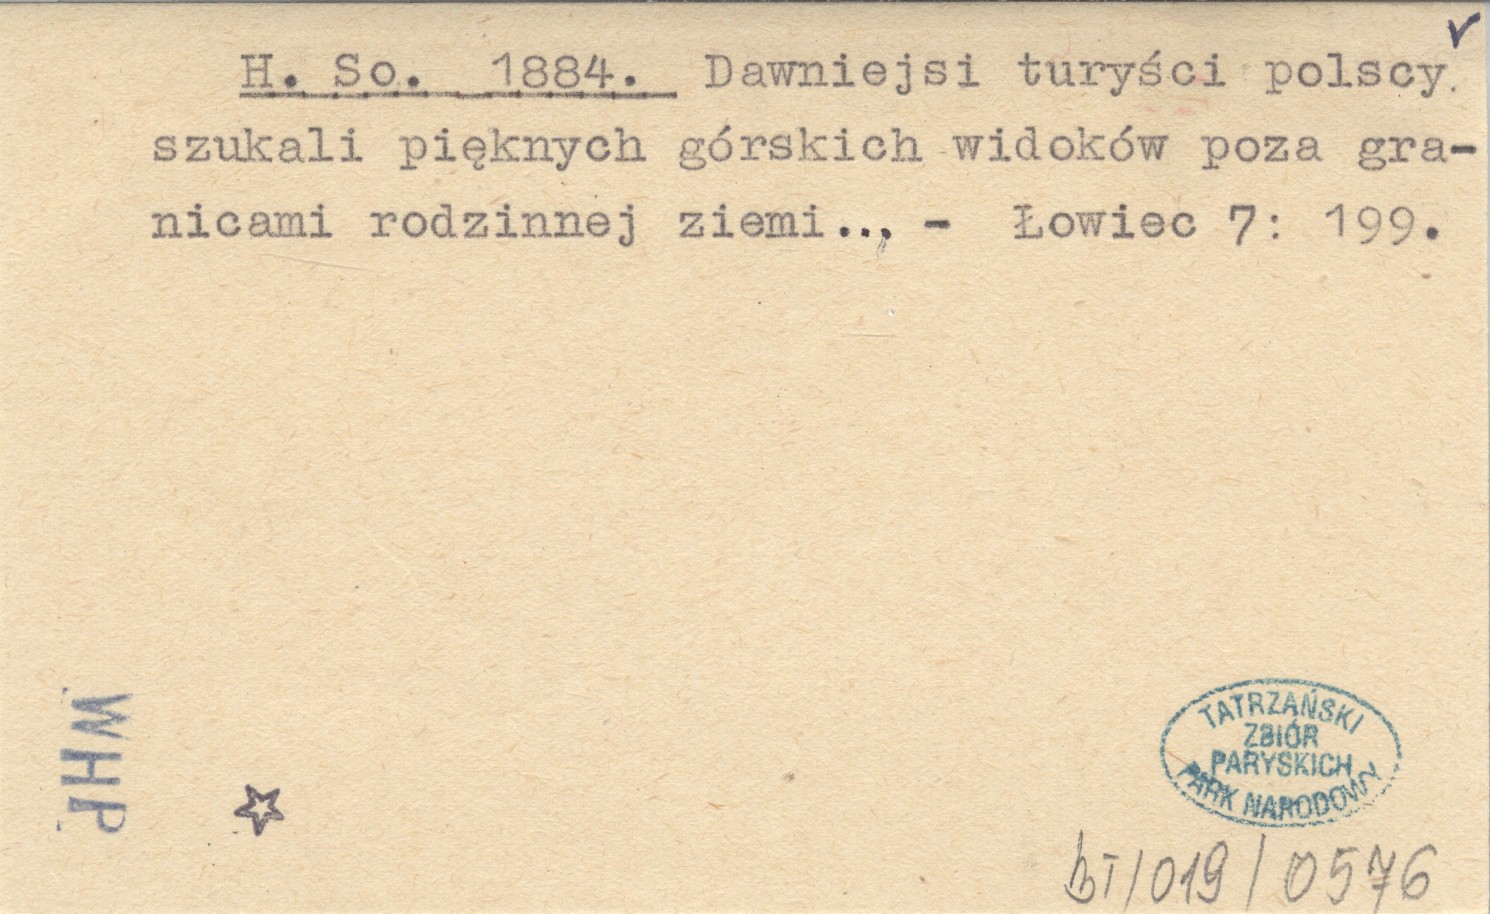 H. So. 1884. Dawniejsi turyści polscy
szukali pięknych górskich widoków poza gra-
nicami rodzinnej ziemi.., - Łowiec 7: 199.
WHP
TATRZAŃSKI
ZBIÓR
PARYSKICH
PARK NARODOWY
BT/019/0576